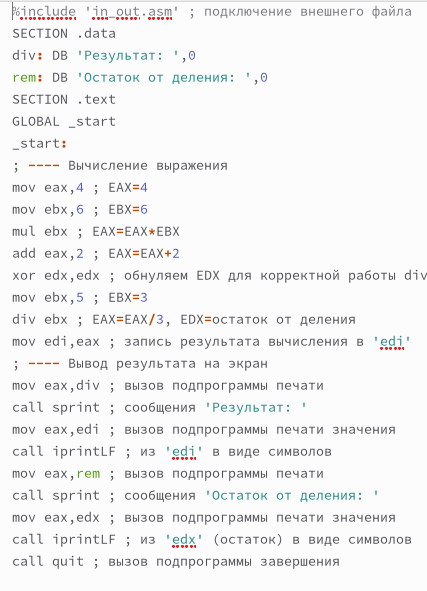 %include 'in_out.asm' ; подключение внешнего файла
SECTION .data
div: DB 'Результат: ',0
rem: DB 'Остаток от деления: ',0
SECTION .text
GLOBAL _start
_start:
; ---- Вычисление выражения
mov eax,4 ; EAX=4
mov ebx,6 ; EBX=6
mul ebx ; EAX=EAX*EBX
add eax,2 ; EAX=EAX+2
xor edx,edx ; обнуляем EDX для корректной работы div
mov ebx,5 ; EBX=3
div ebx ; EAX=EAX/3, EDX=остаток от деления
mov edi,eax ; запись результата вычисления в 'edi'
; ---- Вывод результата на экран
mov eax,div ; вызов подпрограммы печати
call sprint ; сообщения 'Результат: '
mov eax,edi ; вызов подпрограммы печати значения
call iprintLF ; из 'edi' в виде символов
mov eax,rem ; вызов подпрограммы печати
call sprint ; сообщения 'Остаток от деления: '
mov eax,edx ; вызов подпрограммы печати значения
call iprintLF ; из 'edx' (остаток) в виде символов
call quit ; вызов подпрограммы завершения